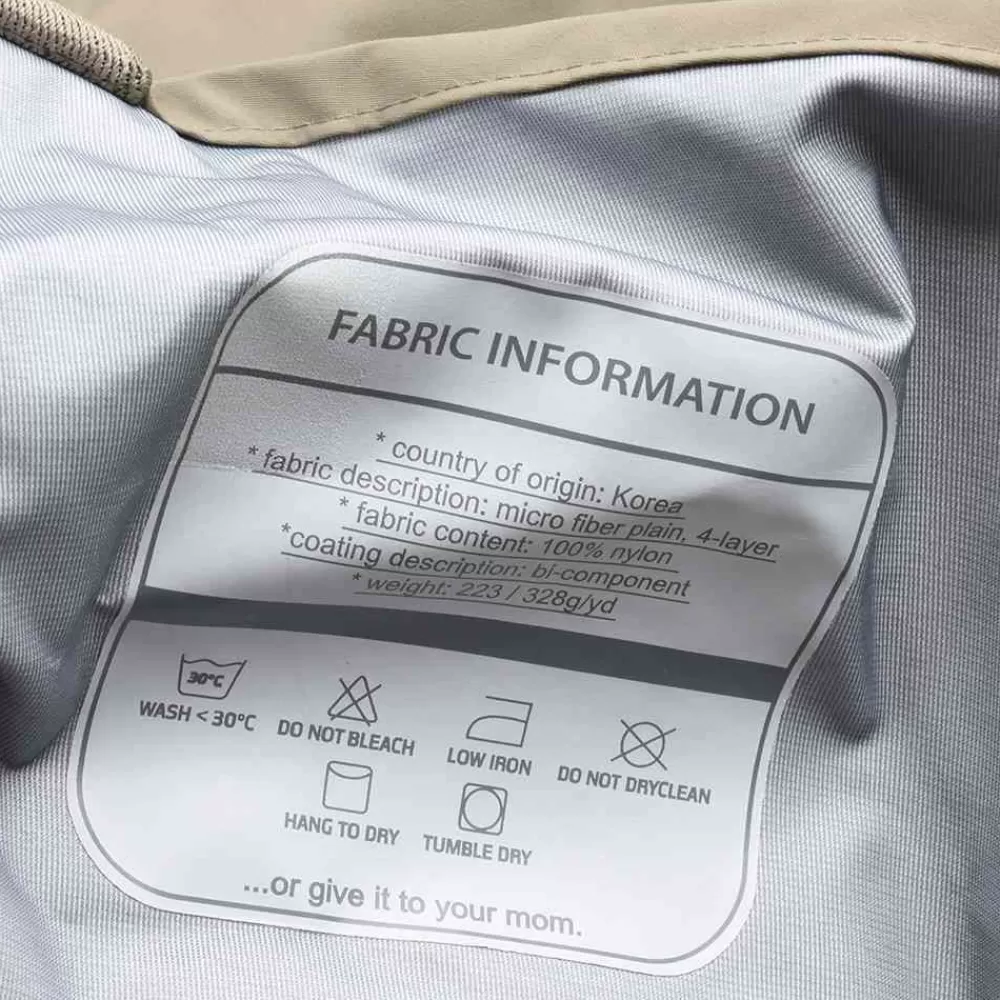 FABRIC INFORMATION
* country of origin: Korea
* fabric description: micro fiber plain, 4-layer
* fabric content: 100% nylon
*coating description: bi-component
* weight: 223 / 328g/yd
30°C
WASH < 30°C
DO NOT BLEACH
LOW IRON
DO NOT DRYCLEAN
HANG TO DRY
TUMBLE DRY
...or give it to your mom.